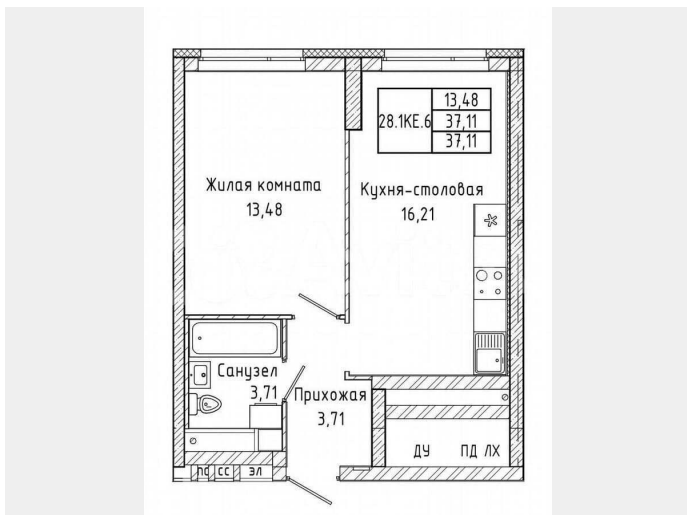 28.1КЕ.6
13,48
37,11
37,11
Жилая комната
13,48
Кухня-столовая
16,21
Санузел
3,71
Прихожая
3,71
ДУ ПД ЛХ
ПО СС ЭЛ